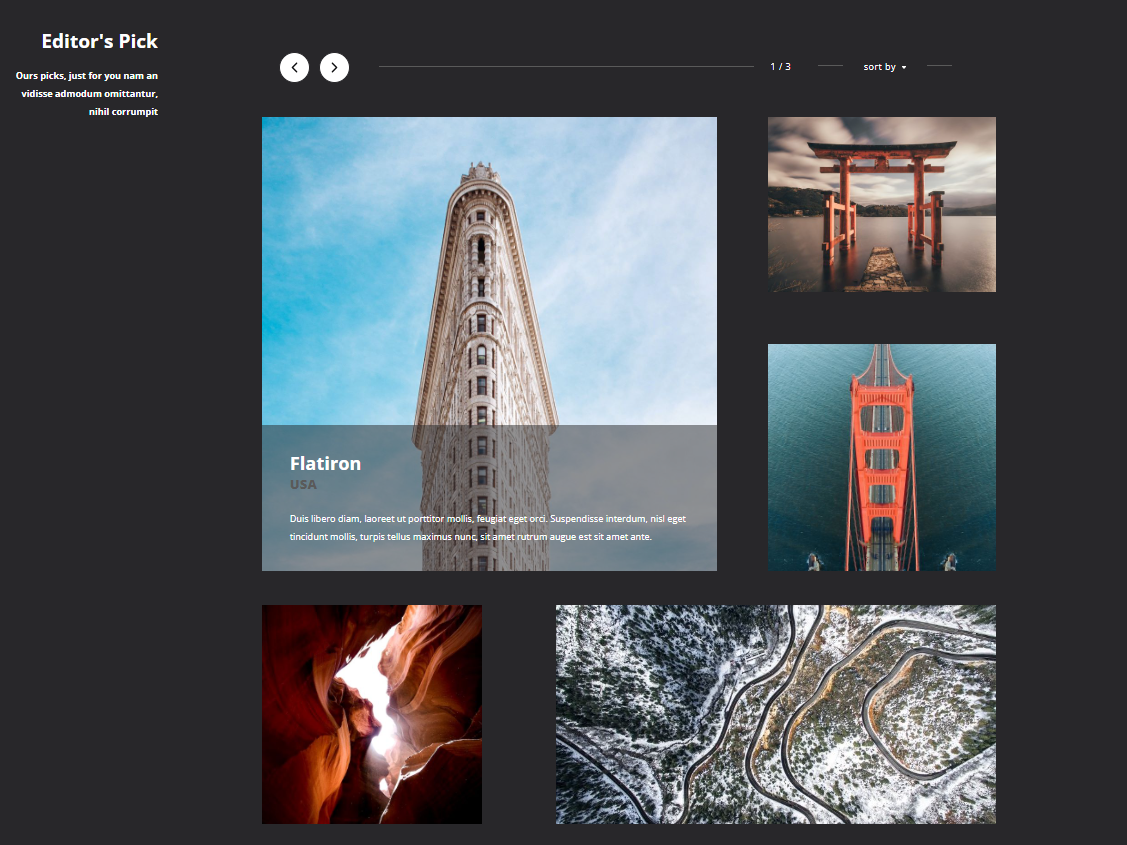 Editor's Pick
Ours picks, just for you nam an
vidisse admodum omittantur,
nihil corrumpit
1 / 3
sort by
Flatiron
USA
Duis libero diam, laoreet ut porttitor mollis, feugiat eget orci. Suspendisse interdum, nisl eget
tincidunt mollis, turpis tellus maximus nunc, sit amet rutrum augue est sit amet ante.